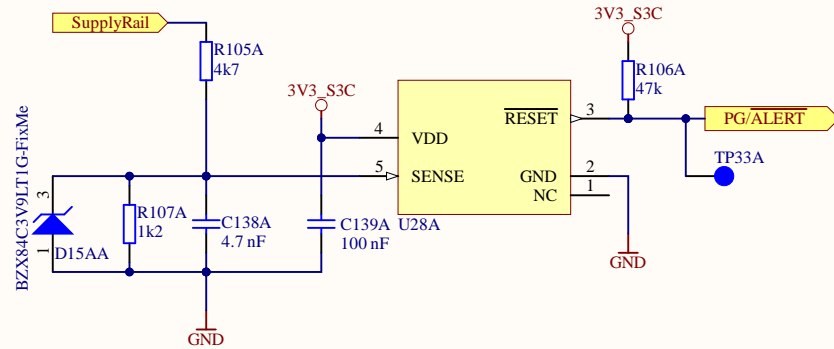 SupplyRail
R105A
4k7
3V3_S3C
3V3_S3C
R106A
47k
4
VDD
RESET
3
PG/ALERT
5
SENSE
GND
2
NC
1
TP33A
BZX84C3V9LT1G-FixMe
3
1
D15AA
R107A
1k2
C138A
4.7 nF
C139A
100 nF
U28A
GND
GND